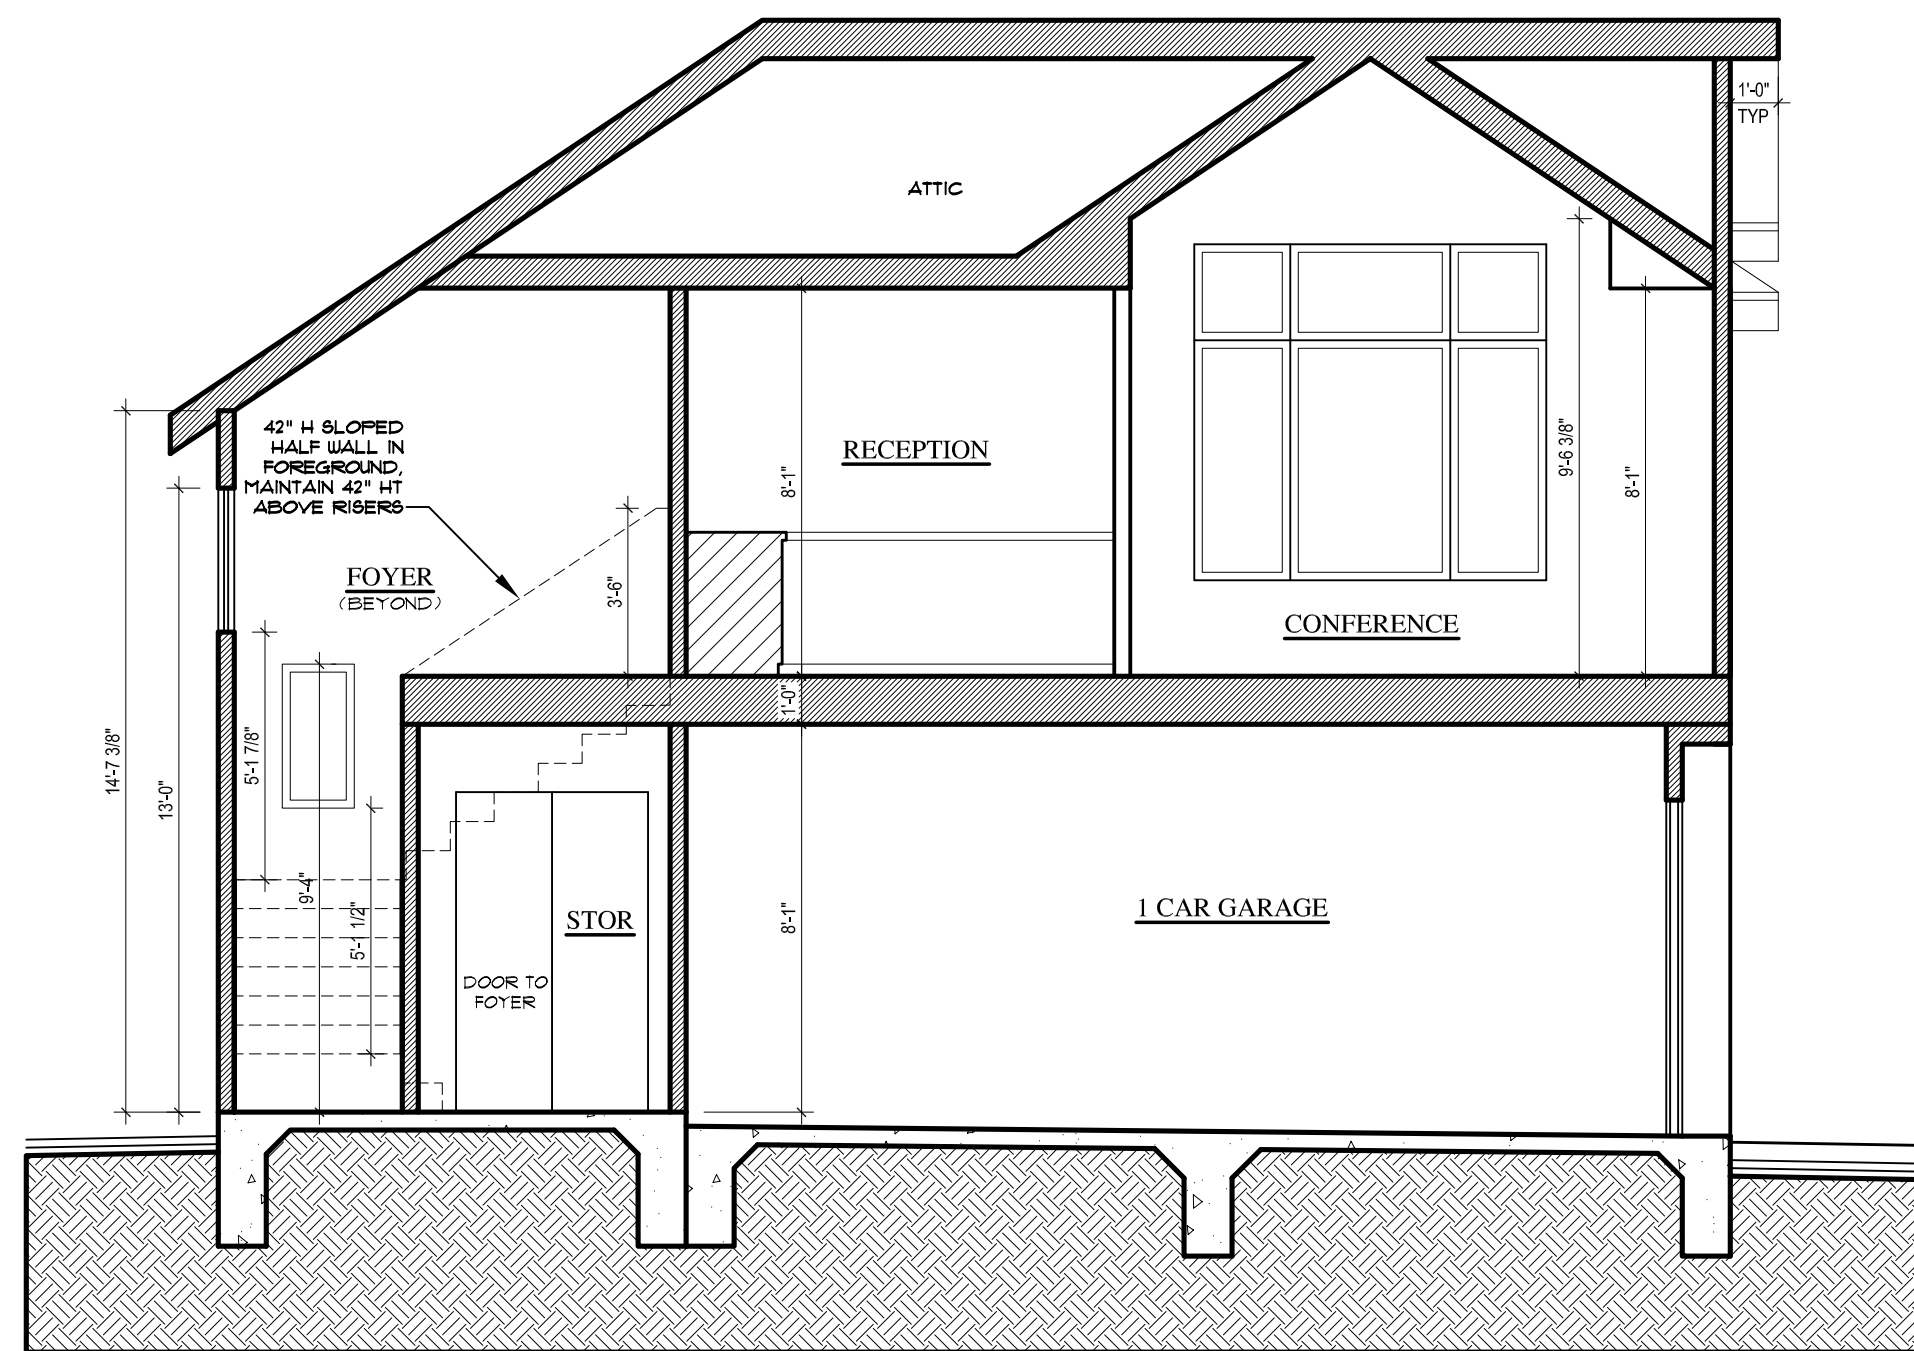 1'-0"
TYP
ATTIC
42" H SLOPED
HALF WALL IN
FOREGROUND,
MAINTAIN 42" HT
ABOVE RISERS
RECEPTION
8'-1"
9'-6 3/8"
8'-1"
FOYER
(BEYOND)
3'-6"
CONFERENCE
1'-0"
14'-7 3/8"
13'-0"
5'-1 7/8"
9'-4"
5'-1 1/2"
STOR
DOOR TO
FOYER
8'-1"
1 CAR GARAGE